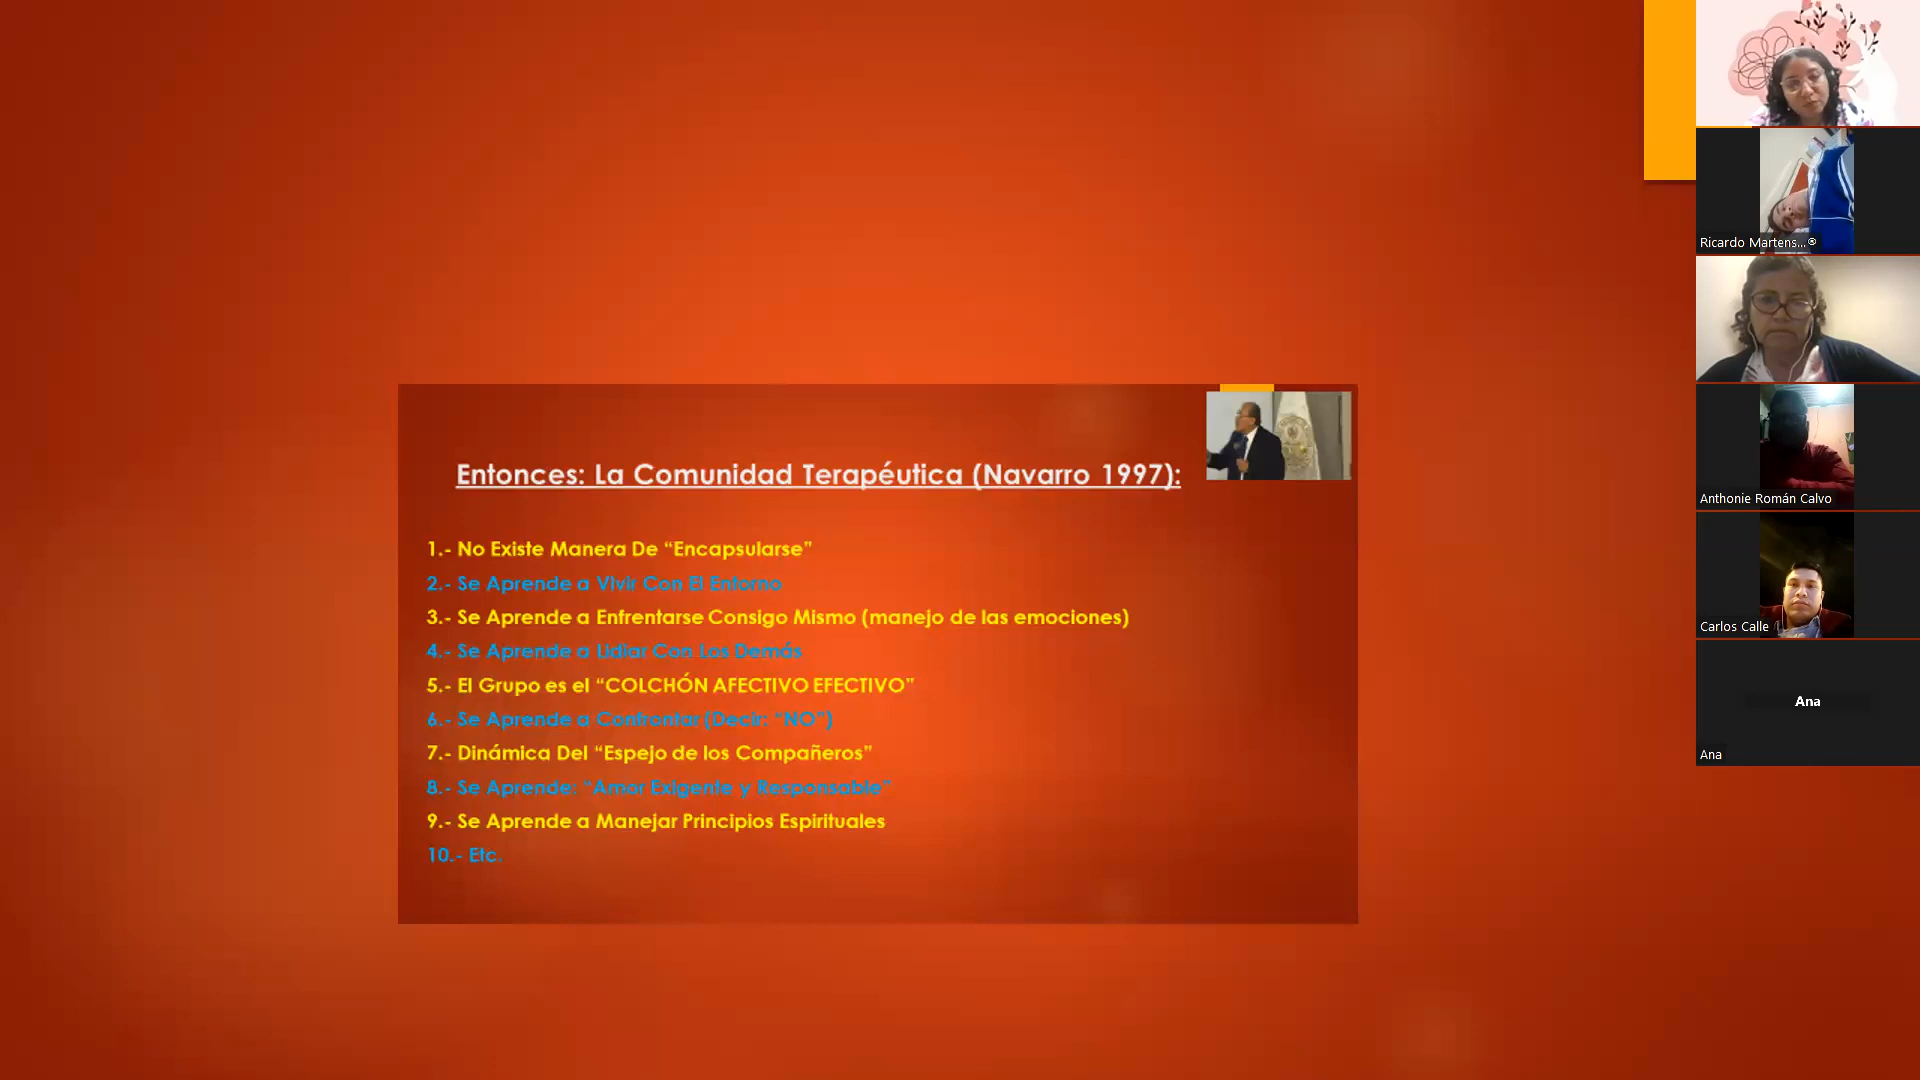 Entonces: La Comunidad Terapéutica (Navarro 1997):
1.- No Existe Manera De “Encapsularse”
2.- Se Aprende a Vivir Con El Entorno
3.- Se Aprende a Enfrentarse Consigo Mismo (manejo de las emociones)
4.- Se Aprende a Lidiar Con Los Demás
5.- El Grupo es el “COLCHÓN AFECTIVO EFECTIVO”
6.- Se Aprende a Confrontar (Decir: “NO”)
7.- Dinámica Del “Espejo de los Compañeros”
8.- Se Aprende: “Amor Exigente y Responsable”
9.- Se Aprende a Manejar Principios Espirituales
10.- Etc.
Ricardo Martens...®
Anthonie Román Calvo
Carlos Calle
Ana
Ana